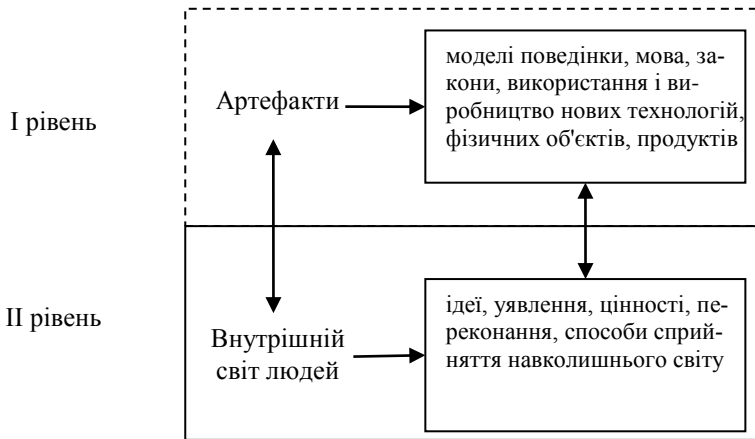 моделі поведінки, мова, за-
кони, використання і ви-
робництво нових технологій,
фізичних об'єктів, продуктів
Артефакти
І рівень
ІІ рівень
Внутрішній
світ людей
ідеї, уявлення, цінності, пе-
реконання, способи сприй-
няття навколишнього світу